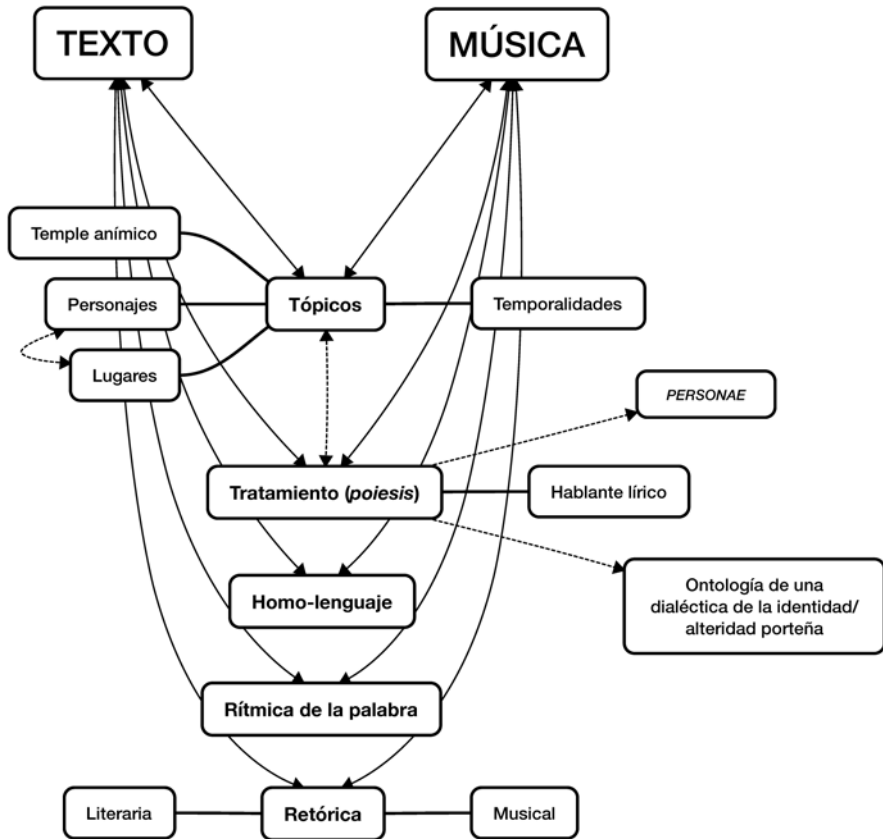 TEXTO
MÚSICA
Temple anímico
Personajes
Tópicos
Temporalidades
Lugares
PERSONAE
Tratamiento (poiesis)
Hablante lírico
Ontología de una
dialéctica de la identidad/
alteridad porteña
Homo-lenguaje
Rítmica de la palabra
Literaria
Retórica
Musical